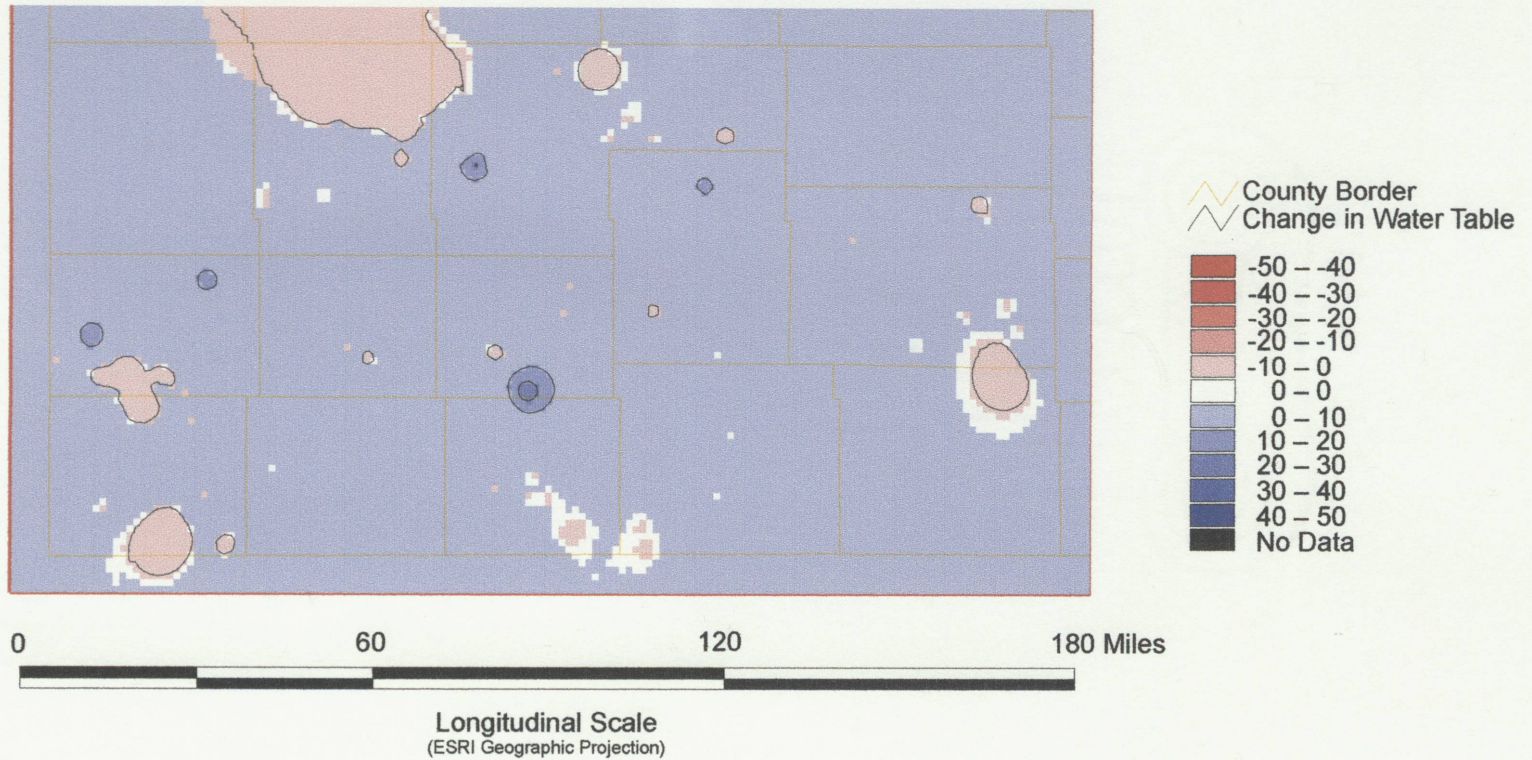 County Border
Change in Water Table
-50 – -40
-40 – -30
-30 – -20
-20 – -10
-10 – 0
0 – 0
0 – 10
10 – 20
20 – 30
30 – 40
40 – 50
No Data
0 60 120 180 Miles
Longitudinal Scale
(ESRI Geographic Projection)